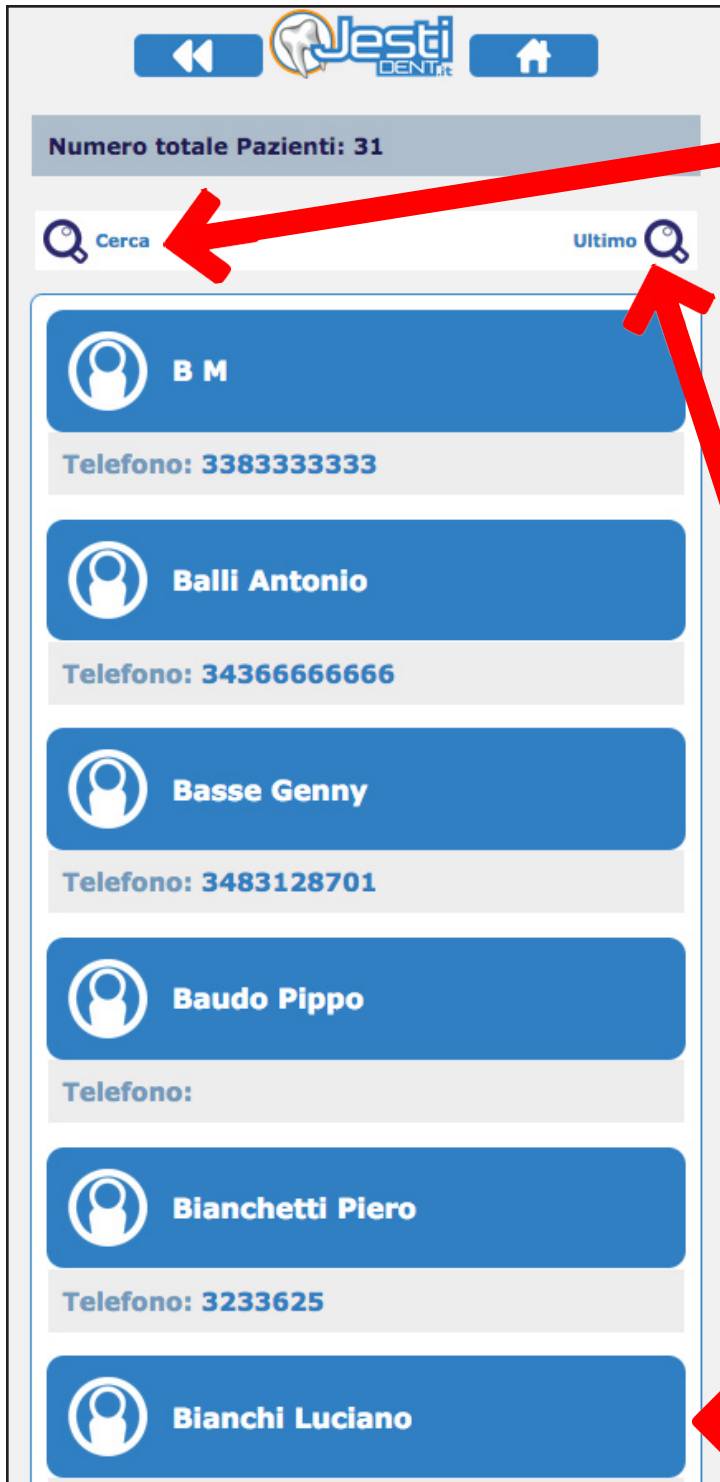 Jesti
DENT.it
Numero totale Pazienti: 31
Cerca Ultimo
B M
Telefono: 3383333333
Balli Antonio
Telefono: 34366666666
Basse Genny
Telefono: 3483128701
Baudo Pippo
Telefono:
Bianchetti Piero
Telefono: 3233625
Bianchi Luciano